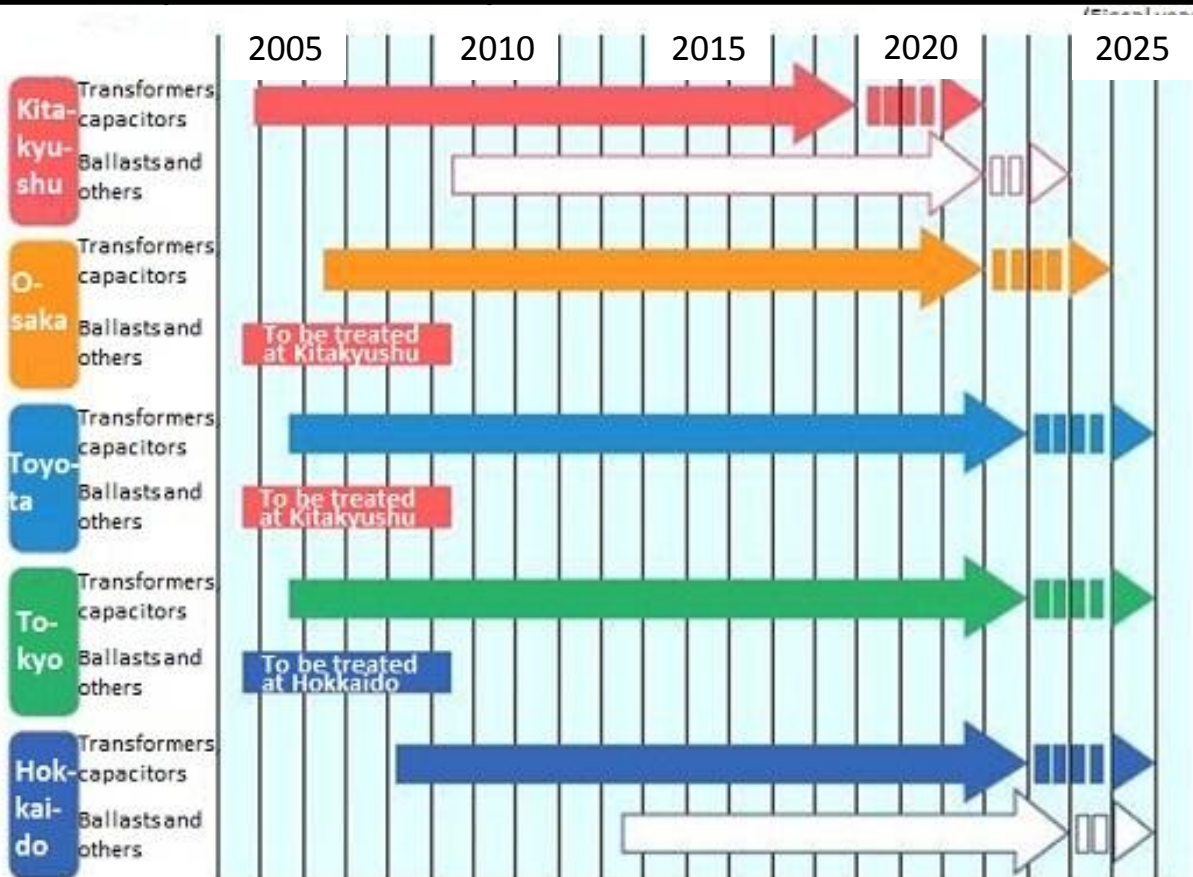 2005 2010 2015 2020 2025
Kita-
kyu-
shu
Transformers,
capacitors
Ballasts and
others
O-
saka
Transformers,
capacitors
Ballasts and
others
To be treated
at Kitakyushu
Toyo-
ta
Transformers,
capacitors
Ballasts and
others
To be treated
at Kitakyushu
To-
kyo
Transformers,
capacitors
Ballasts and
others
To be treated
at Hokkaido
Hok-
kai-
do
Transformers,
capacitors
Ballasts and
others